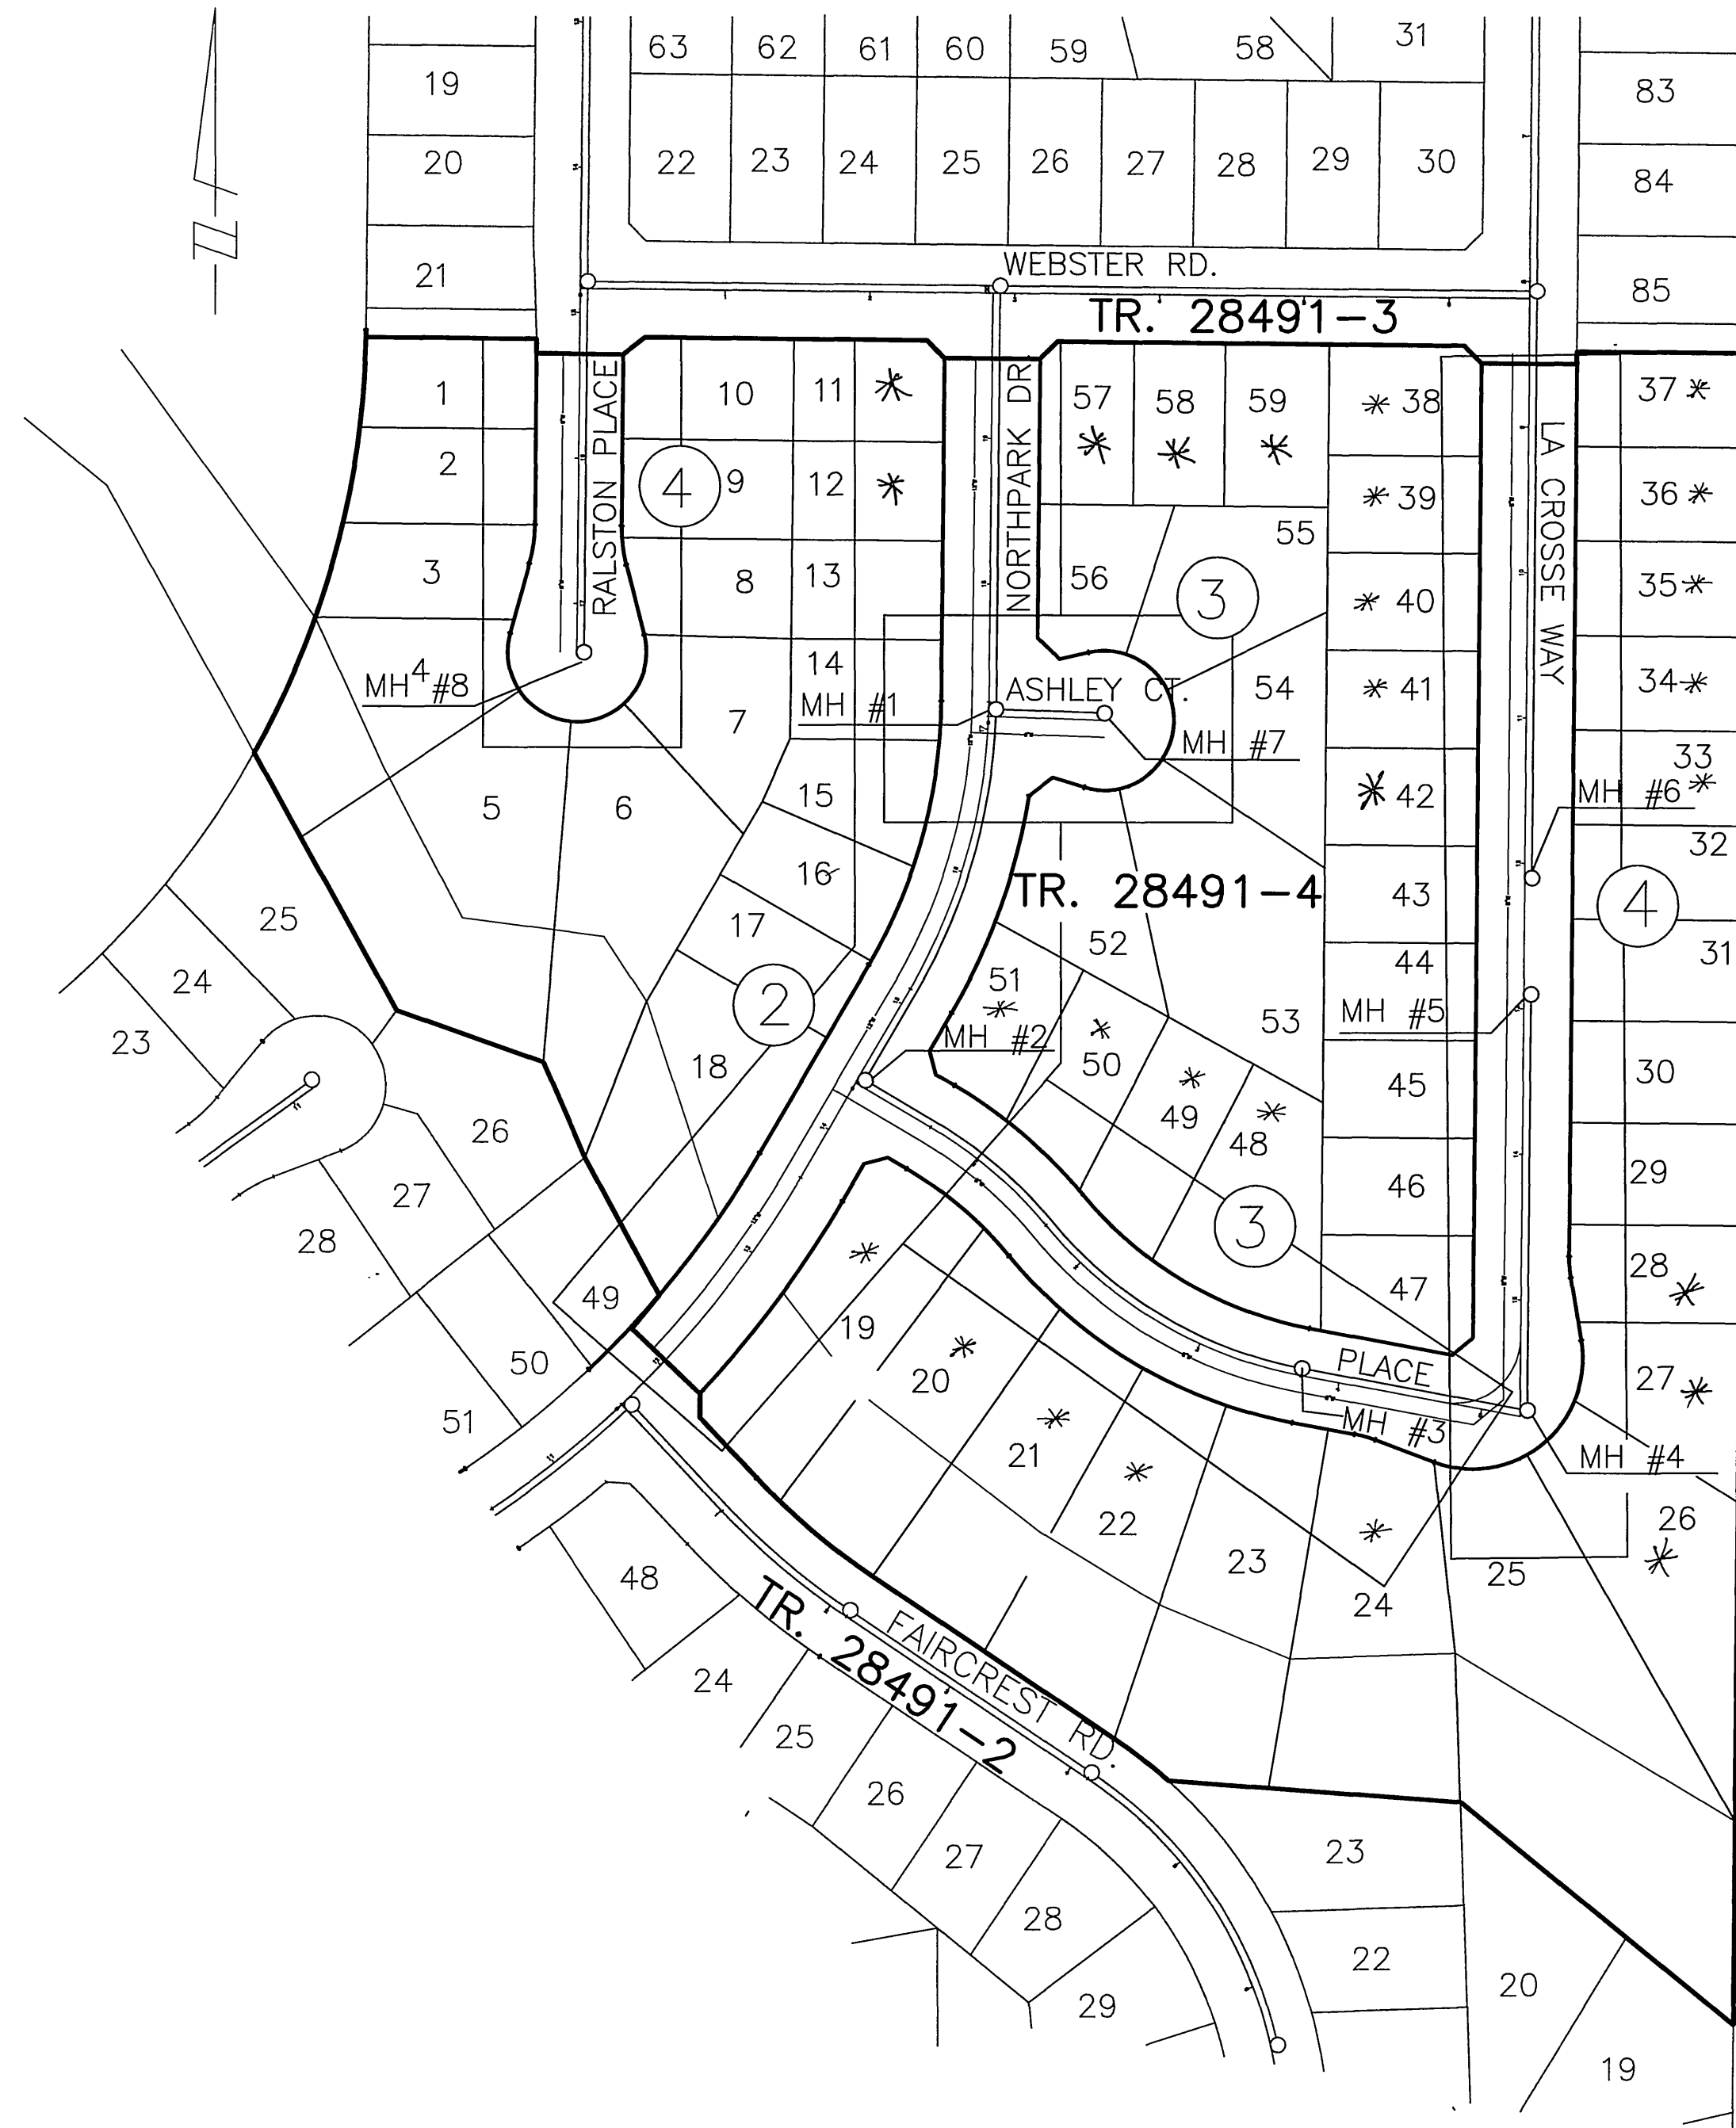 63 62 61 60 59 58 31
19 83
20 22 23 24 25 26 27 28 29 30 84
21 WEBSTER RD. 85
TR. 28491-3
1 RALSTON PLACE 10 11 * NORTHPARK DR 57 58 59 * 38 LA CROSSE WAY 37 *
* * *
2 4 9 12 * * 39 36 *
55
3 8 13 56 3 * 40 35 *
14
MH 4 #8 MH #1 ASHLEY CT. 54 * 41 34 *
7 MH #7 33
5 6 15 * 42 MH #6 *
32
16 TR. 28491-4 43 4
25 17 52 31
24 2 51 44
* MH #5
23 18 MH #2 * 53
50 * 45 30
26 49 *
48
27 46 29
28 3
* 47 28 *
49 19
50 20 * PLACE 27 *
51 21 * MH #3 MH #4
22 * 26
* *
48 23 25
24
TR. 28491-2 FAIRCREST RD.
24
25
26
27 23
28 22
29 20
19